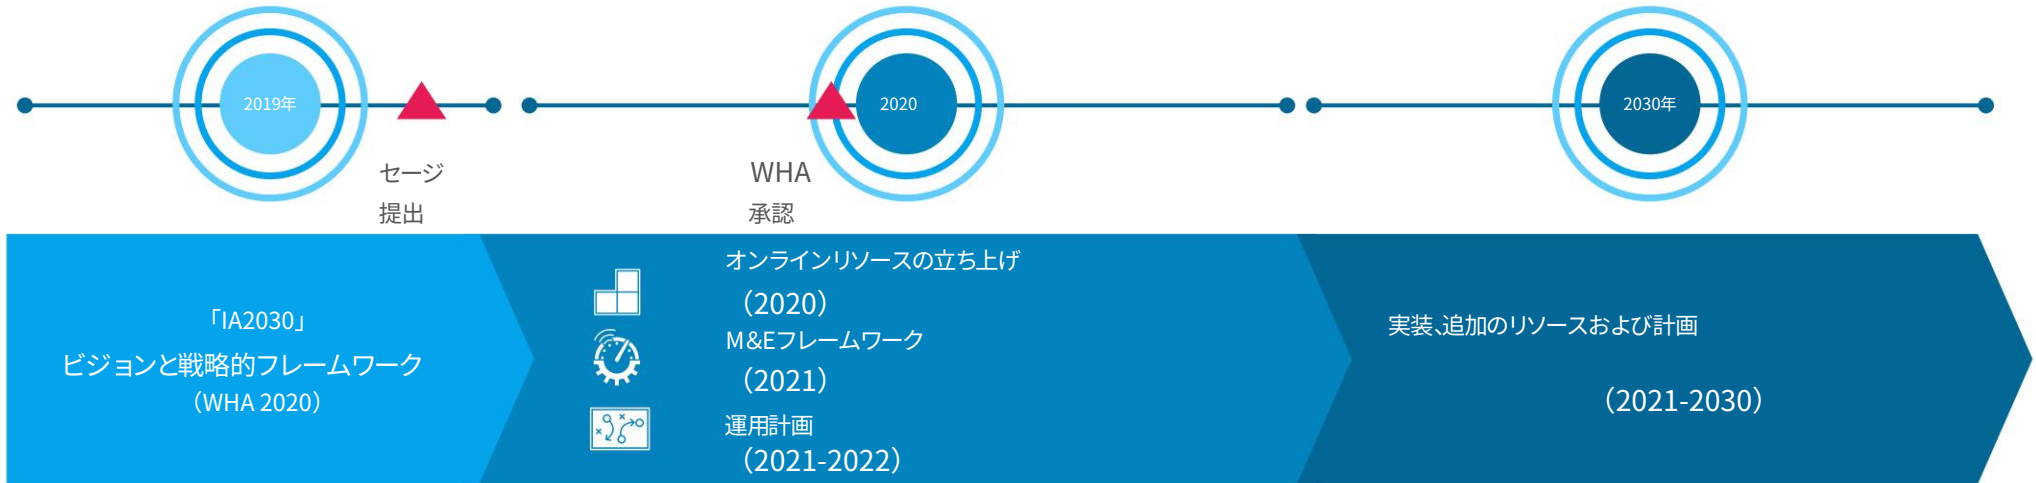 2019年
2020
2030年
セージ
提出
WHA
承認
「IA2030」
ビジョンと戦略的フレームワーク
（WHA 2020）
オンラインリソースの立ち上げ
（2020）
M&Eフレームワーク
（2021）
運用計画
（2021-2022）
実装、追加のリソースおよび計画
（2021-2030）